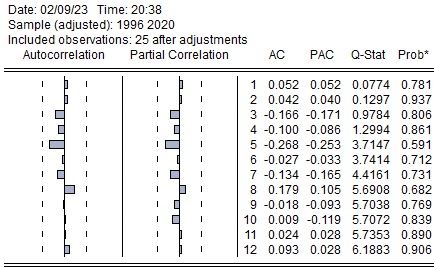 Date: 02/09/23 Time: 20:38
Sample (adjusted): 1996 2020
Included observations: 25 after adjustments
Autocorrelation Partial Correlation AC PAC Q-Stat Prob*
1 0.052 0.052 0.0774 0.781
2 0.042 0.040 0.1297 0.937
3 -0.166 -0.171 0.9784 0.806
4 -0.100 -0.086 1.2994 0.861
5 -0.268 -0.253 3.7147 0.591
6 -0.027 -0.033 3.7414 0.712
7 -0.134 -0.165 4.4161 0.731
8 0.179 0.105 5.6908 0.682
9 -0.018 -0.093 5.7038 0.769
10 0.009 -0.119 5.7072 0.839
11 0.024 0.028 5.7353 0.890
12 0.093 0.028 6.1883 0.906